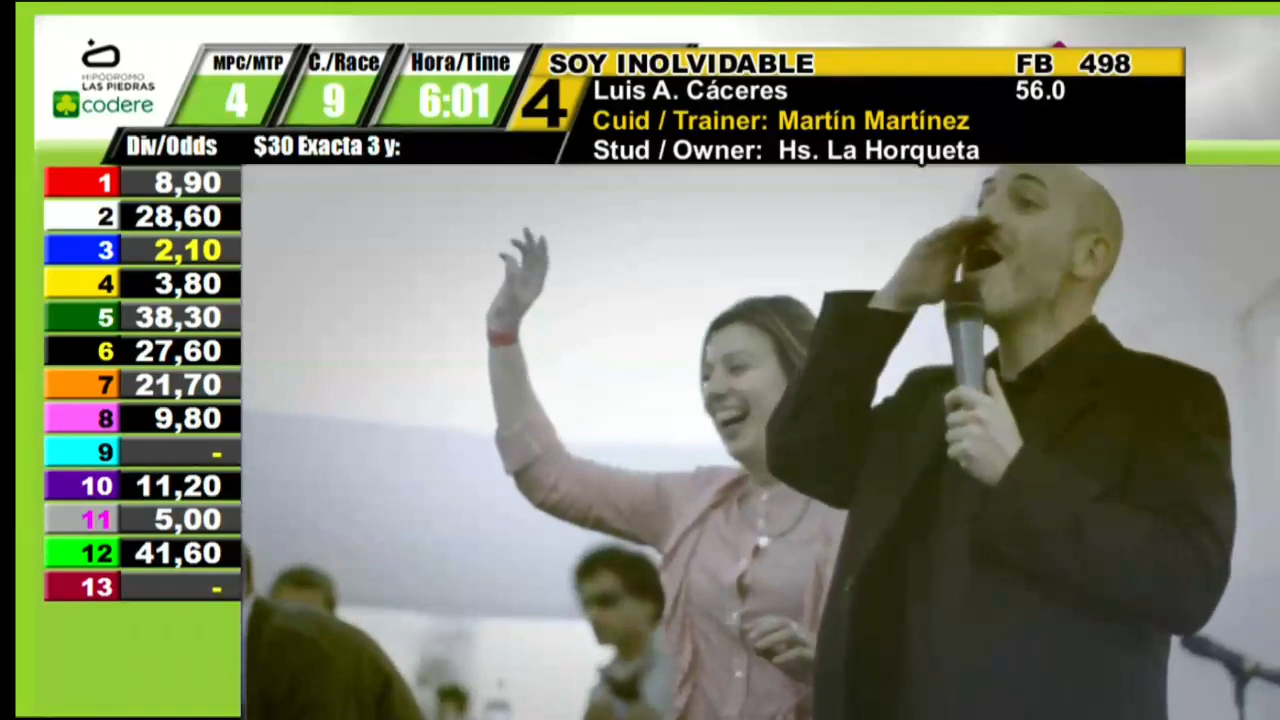 HIPÓDROMO
LAS PIEDRAS
codere
MPC/MTP
4
C./Race
9
Hora/Time
6:01
4
SOY INOLVIDABLE
FB 498
Luis A. Cáceres
56.0
Cuid / Trainer: Martín Martínez
Stud / Owner: Hs. La Horqueta
Div/Odds
$30 Exacta 3 y:
1 8,90
2 28,60
3 2,10
4 3,80
5 38,30
6 27,60
7 21,70
8 9,80
9 -
10 11,20
11 5,00
12 41,60
13 -